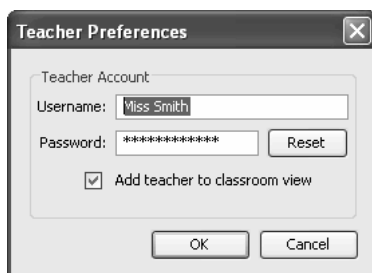 Teacher Preferences
Teacher Account
Username: Miss Smith
Password: ************ Reset
Add teacher to classroom view
OK Cancel